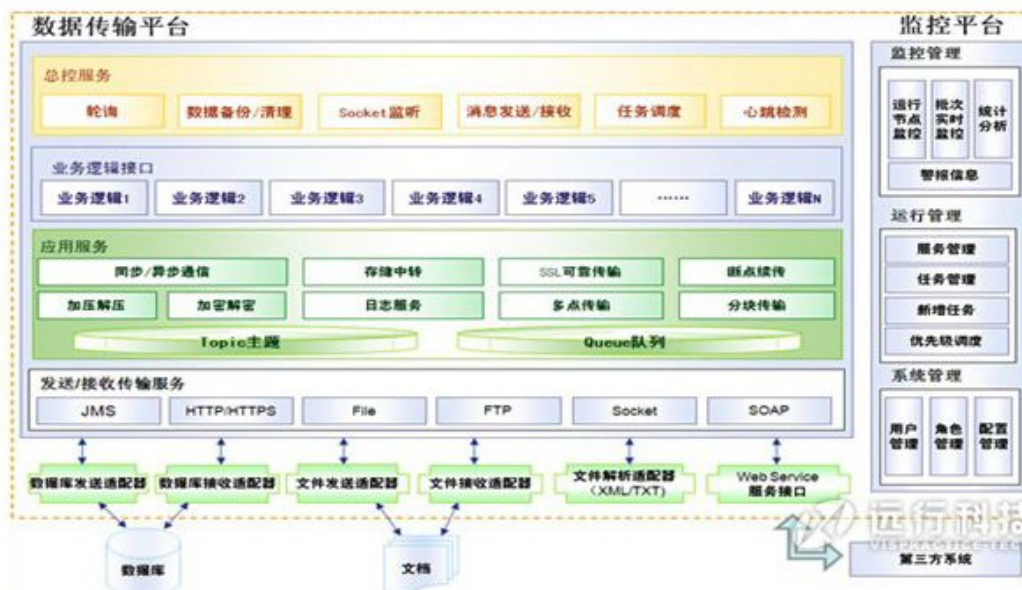 数据传输平台
总控服务
轮询
数据备份/清理
Socket监听
消息发送/接收
任务调度
心跳检测
业务逻辑接口
业务逻辑1
业务逻辑2
业务逻辑3
业务逻辑4
业务逻辑5
······
业务逻辑N
应用服务
同步/异步通信
存储中转
SSL可靠传输
断点续传
加压解压
加密解密
日志服务
多点传输
分块传输
Topic主题
Queue队列
发送/接收传输服务
JMS
HTTP/HTTPS
File
FTP
Socket
SOAP
数据库发送适配器
数据库接收适配器
文件发送适配器
文件接收适配器
文件解析适配器
(XML/TXT)
Web Service
服务接口
数据库
文档
监控平台
监控管理
运行
节点
监控
批次
实时
监控
统计
分析
警报信息
运行管理
服务管理
任务管理
新增任务
优先级调度
系统管理
用户
管理
角色
管理
配置
管理
远行科技
VISPRACTICE TECH
第三方系统